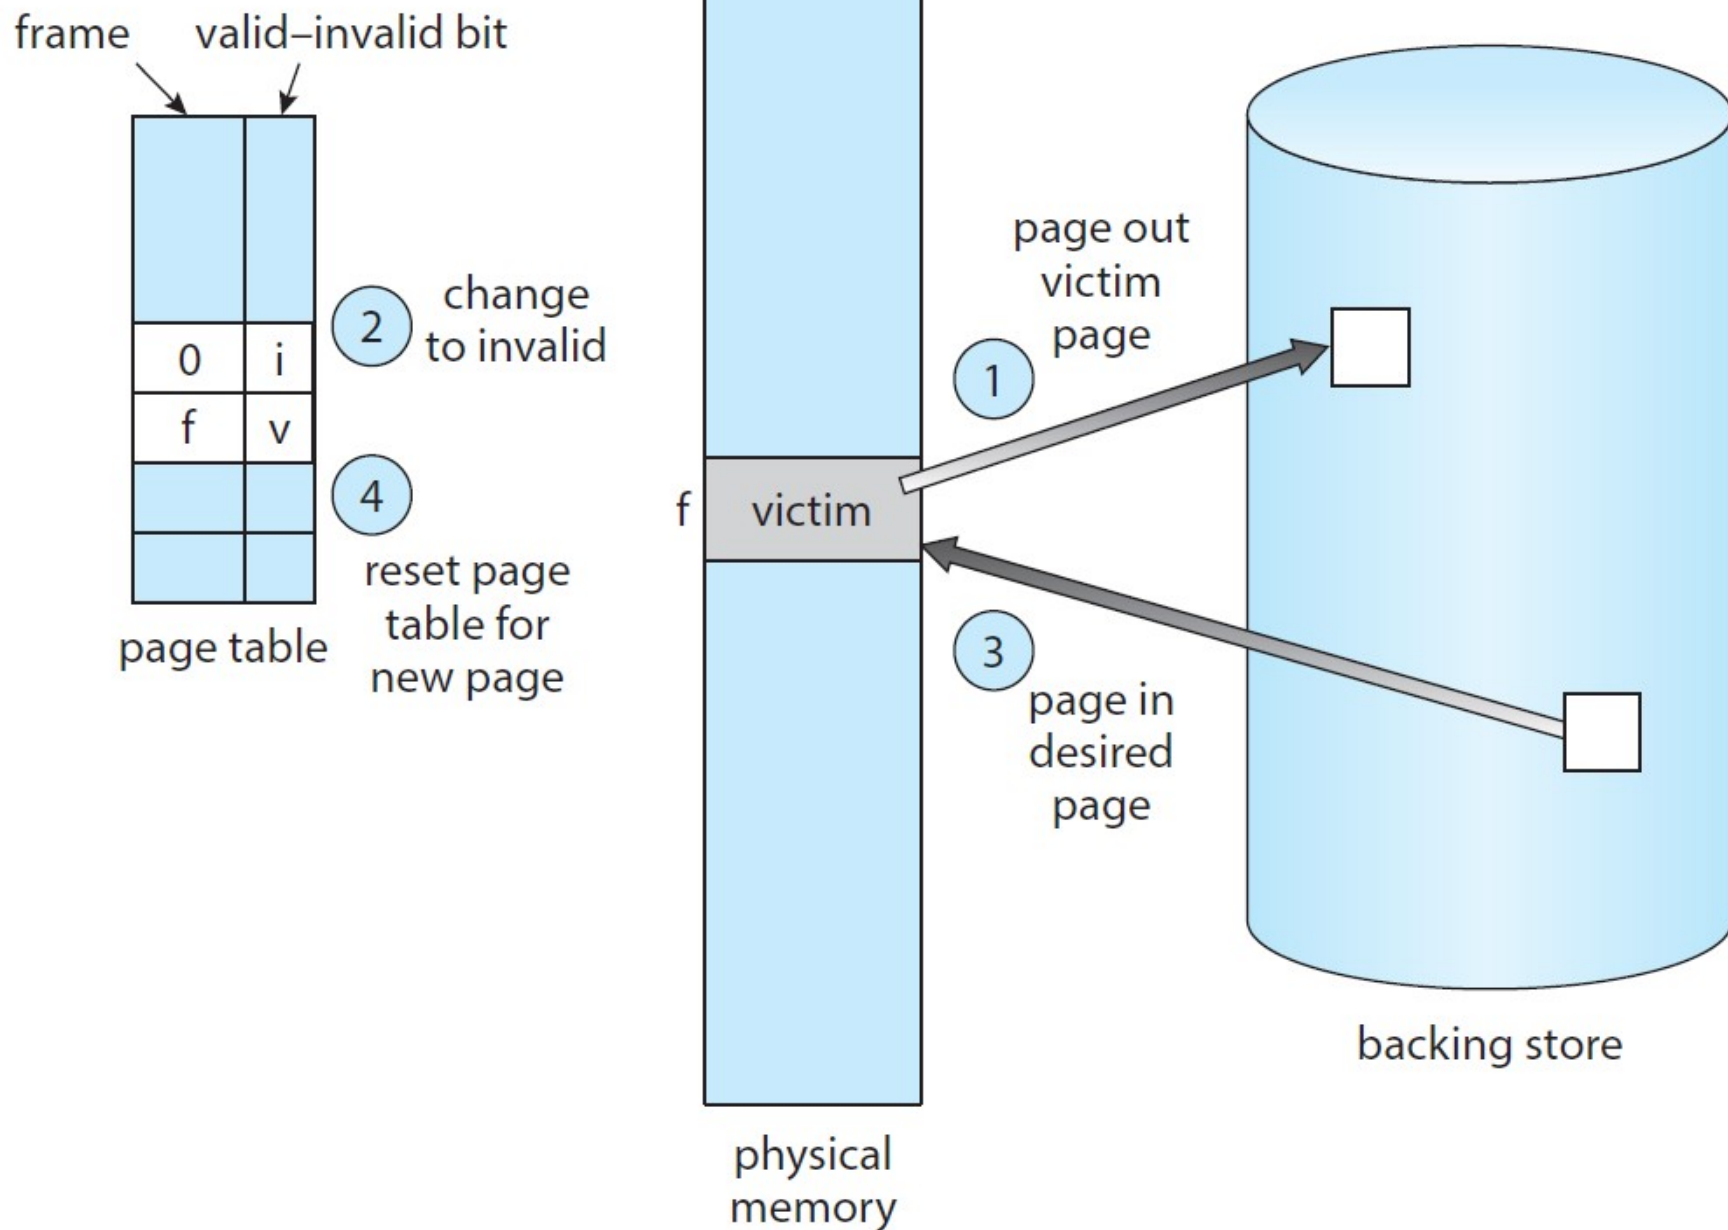 frame
valid–invalid bit
0
i
f
v
2
change
to invalid
4
reset page
table for
new page
page table
f
victim
physical
memory
1
page out
victim
page
3
page in
desired
page
backing store